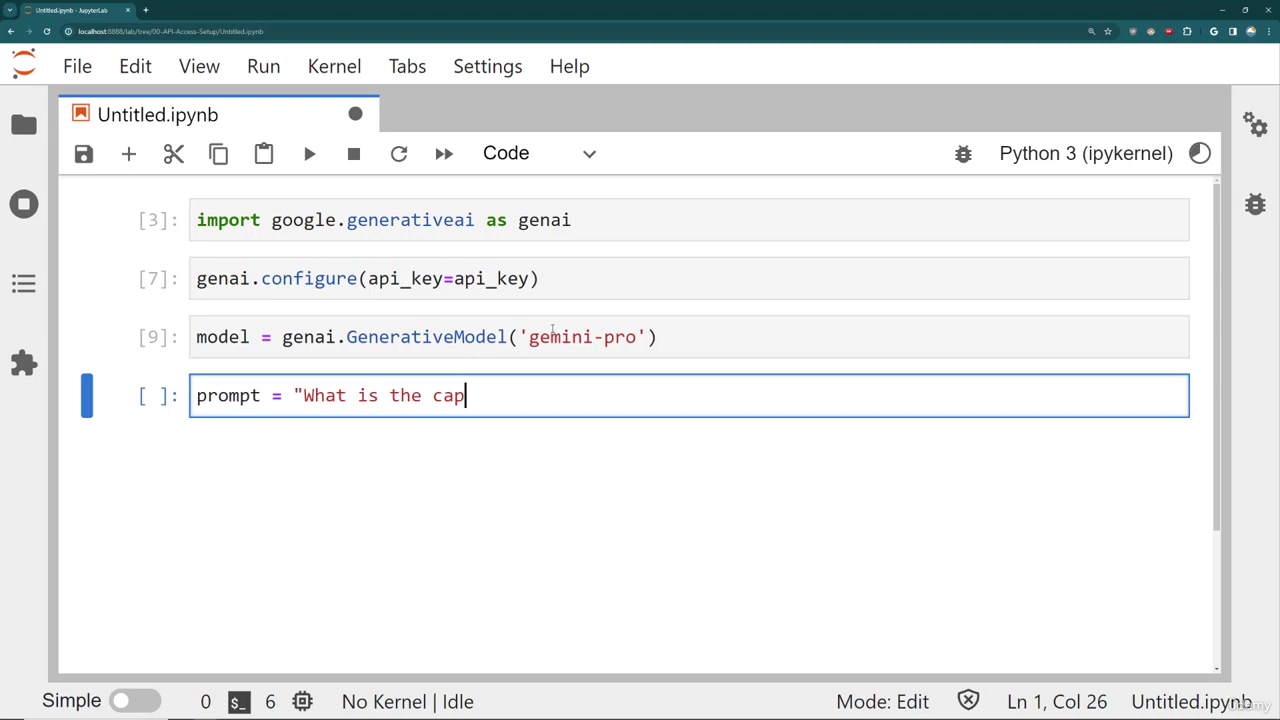 Untitled.ipynb - JupyterLab
localhost:8888/lab/tree/00-API-Access-Setup/Untitled.ipynb
File Edit View Run Kernel Tabs Settings Help
Untitled.ipynb
Code Python 3 (ipykernel)
[3]: import google.generativeai as genai
[7]: genai.configure(api_key=api_key)
[9]: model = genai.GenerativeModel('gemini-pro')
[ ]: prompt = "What is the cap
Simple 0 $_ 6 No Kernel | Idle Mode: Edit Ln 1, Col 26 Untitled.ipynb
Udemy